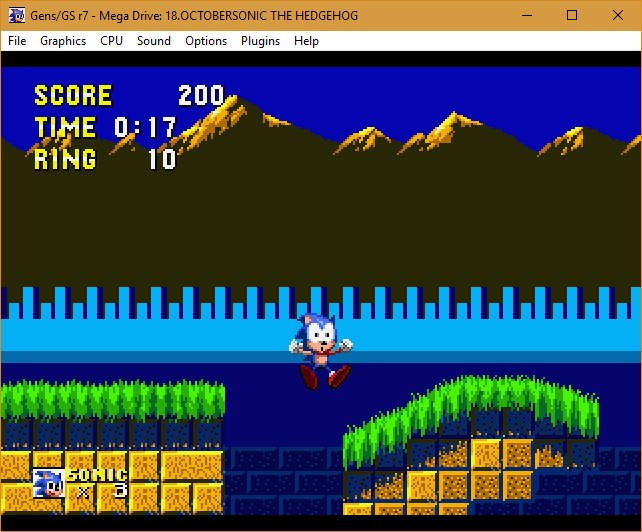 Gens/GS r7 - Mega Drive: 18.OCTOBERSONIC THE HEDGEHOG
File Graphics CPU Sound Options Plugins Help
SCORE 200
TIME 0:17
RING 10
SONIC
X 3